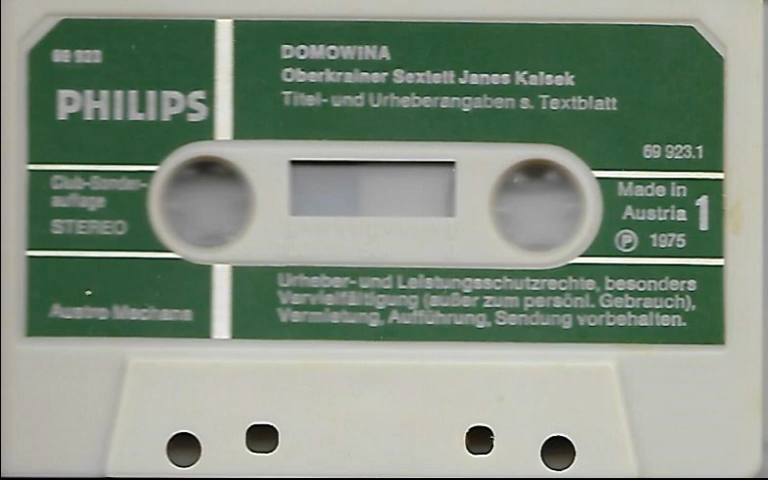 69 923
PHILIPS
DOMOWINA
Oberkrainer Sextett Janes Kalsek
Titel- und Urheberangaben s. Textblatt
69 923.1
Club-Sonder-
auflage
STEREO
Made in
Austria
1
Ⓟ 1975
Austro Mechana
Urheber- und Leistungsschutzrechte, besonders
Vervielfältigung (außer zum persönl. Gebrauch),
Vermietung, Aufführung, Sendung vorbehalten.